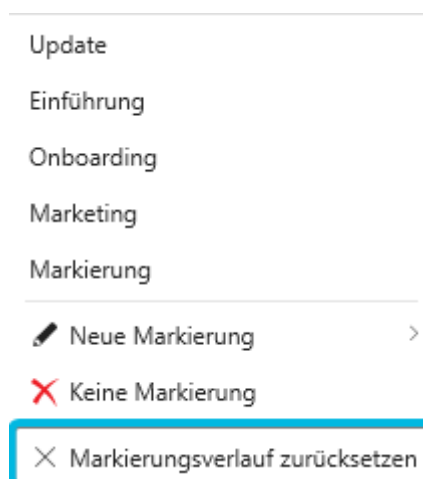 Update
Einführung
Onboarding
Marketing
Markierung
Neue Markierung
Keine Markierung
Markierungsverlauf zurücksetzen